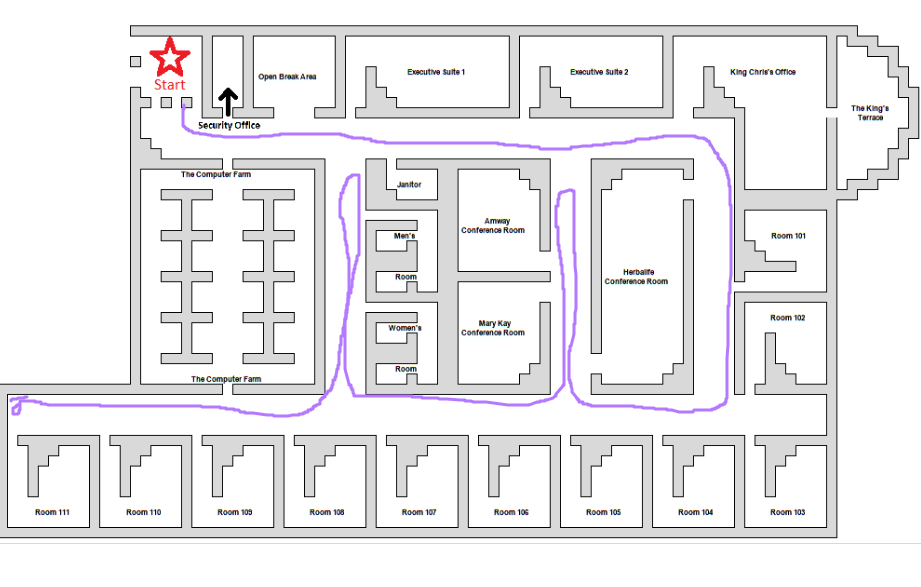 Start
Security Office
Open Break Area
Executive Suite 1
Executive Suite 2
King Chris's Office
The King's
Terrace
The Computer Farm
Janitor
Men's
Room
Women's
Room
Amway
Conference Room
Mary Kay
Conference Room
Herbalife
Conference Room
Room 101
Room 102
The Computer Farm
Room 111
Room 110
Room 109
Room 108
Room 107
Room 106
Room 105
Room 104
Room 103